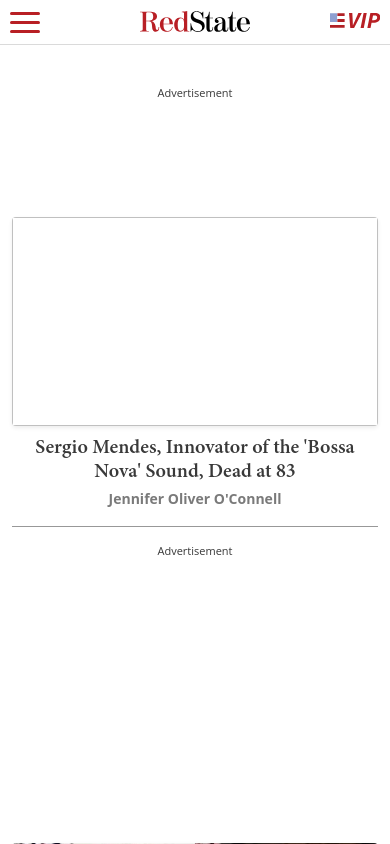 RedState
VIP
Advertisement
Sergio Mendes, Innovator of the 'Bossa
Nova' Sound, Dead at 83
Jennifer Oliver O'Connell
Advertisement